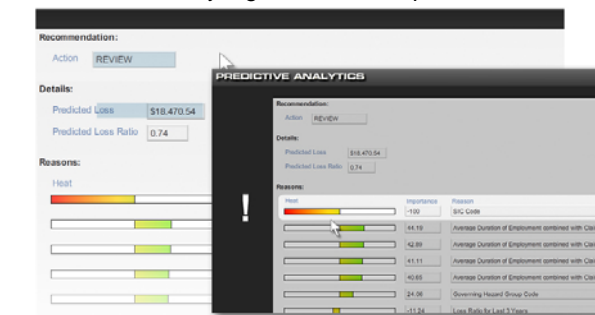 Recommendation:
Action REVIEW
Details:
Predicted Loss $18,470.54
Predicted Loss Ratio 0.74
Reasons:
Heat
PREDICTIVE ANALYTICS
Recommendation:
Action REVIEW
Details:
Predicted Loss $18,470.54
Predicted Loss Ratio 0.74
Reasons:
Heat Importance Reason
!
-100 SIC Code
44.19 Average Duration of Employment combined with Clai
42.89 Average Duration of Employment combined with Clai
41.11 Average Duration of Employment combined with Clai
40.65 Average Duration of Employment combined with Clai
24.06 Governing Hazard Group Code
-11.24 Loss Ratio for Last 3 Years